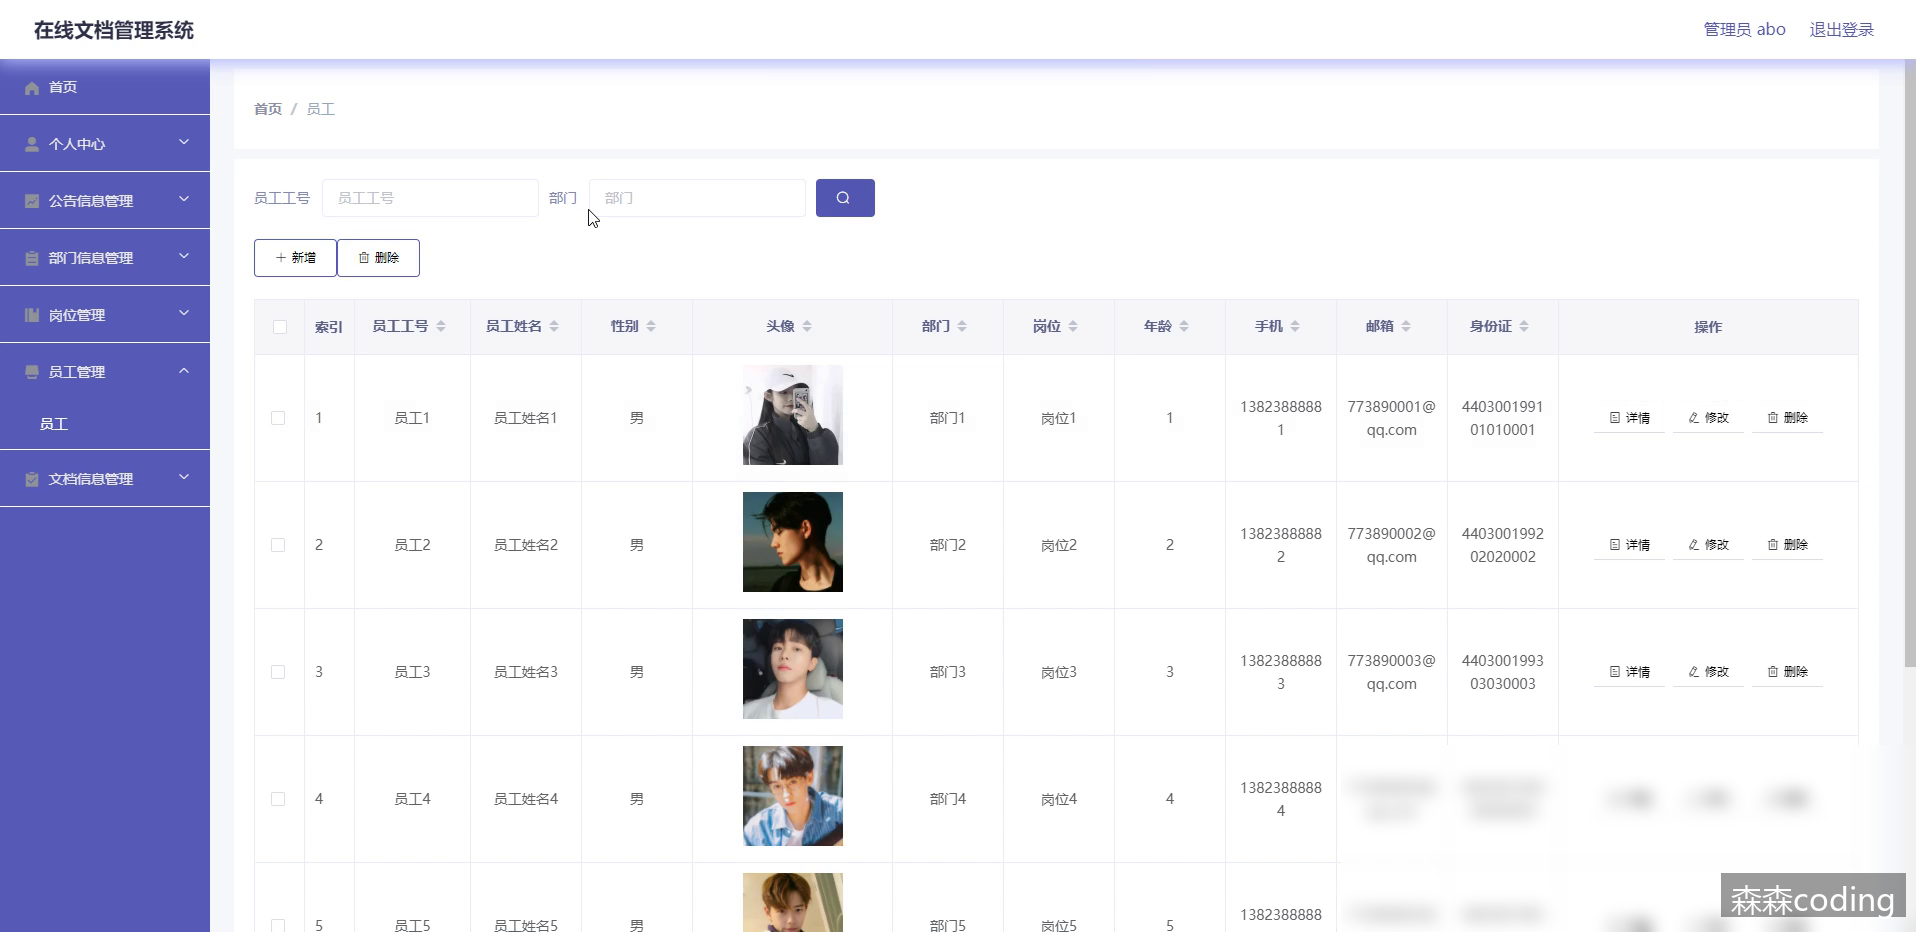 在线文档管理系统
管理员 abo
退出登录
首页
个人中心
公告信息管理
部门信息管理
岗位管理
员工管理
员工
文档信息管理
首页 / 员工
员工工号 员工工号 部门 部门
新增 删除
索引 员工工号 员工姓名 性别 头像 部门 岗位 年龄 手机 邮箱 身份证 操作
1 员工1 员工姓名1 男 部门1 岗位1 1 13823888881 773890001@qq.com 440300199101010001 详情 修改 删除
2 员工2 员工姓名2 男 部门2 岗位2 2 13823888882 773890002@qq.com 440300199202020002 详情 修改 删除
3 员工3 员工姓名3 男 部门3 岗位3 3 13823888883 773890003@qq.com 440300199303030003 详情 修改 删除
4 员工4 员工姓名4 男 部门4 岗位4 4 13823888884
5 员工5 员工姓名5 男 部门5 岗位5 5 1382388888
森森coding